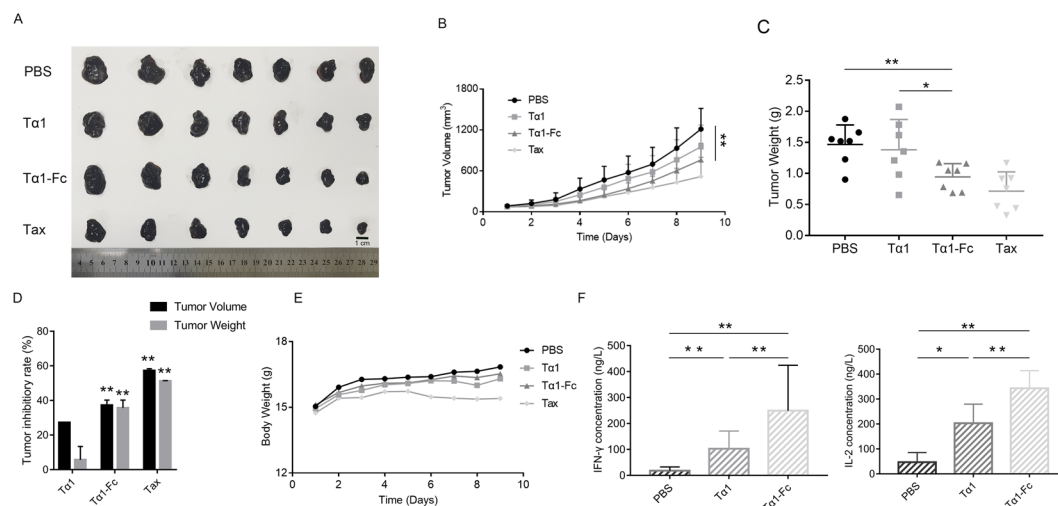 A
PBS
Tα1
Tα1-Fc
Tax
1 cm
4 5 6 7 8 9 10 11 12 13 14 15 16 17 18 19 20 21 22 23 24 25 26 27 28 29
B
Tumor Volume (mm3)
1800
1200
600
0
0 2 4 6 8 10
Time (Days)
PBS
Tα1
Tα1-Fc
Tax
**
C
Tumor Weight (g)
2.5
2.0
1.5
1.0
0.5
0.0
**
*
PBS Tα1 Tα1-Fc Tax
D
Tumor Volume
Tumor Weight
Tumor inhibitiory rate (%)
80
60
40
20
0
** **
** **
Tα1 Tα1-Fc Tax
E
Body Weight (g)
18
15
12
0 2 4 6 8 10
Time (Days)
PBS
Tα1
Tα1-Fc
Tax
F
IFN-γ concentration (ng/L)
500
400
300
200
100
0
**
** **
PBS Tα1 Tα1-Fc
IL-2 concentration (ng/L)
500
400
300
200
100
0
**
* **
PBS Tα1 Tα1-Fc